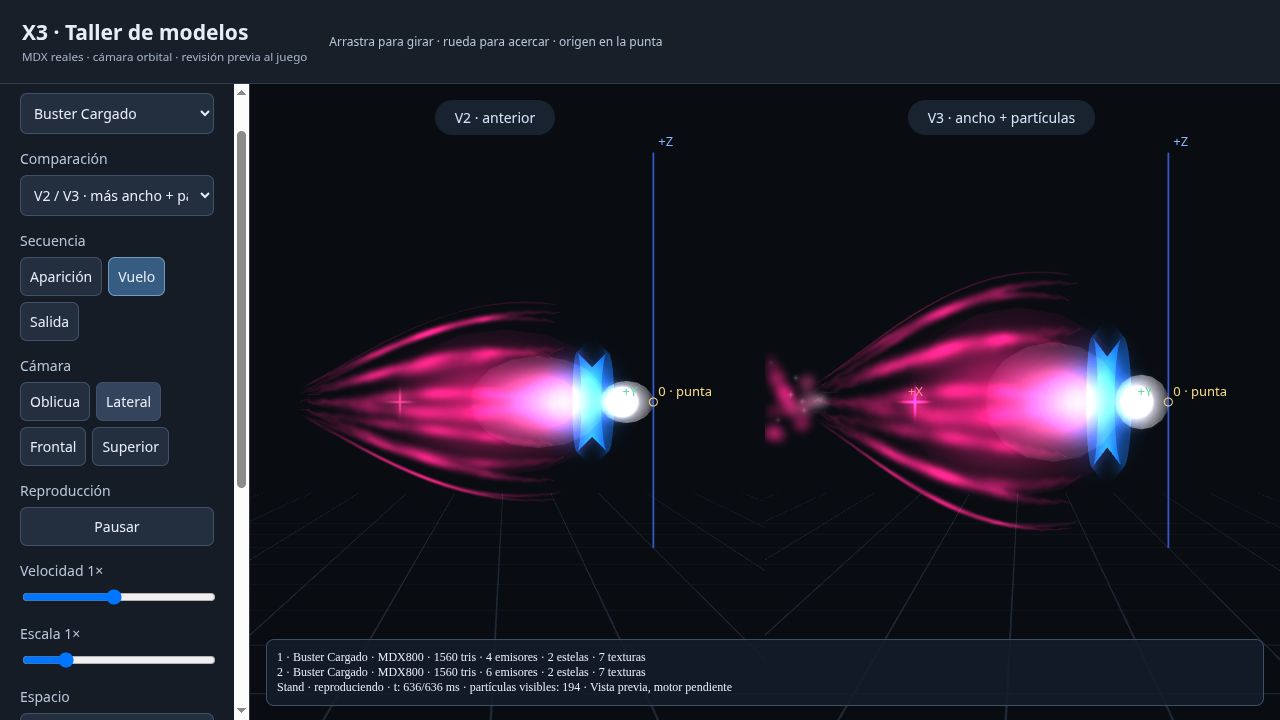 X3 · Taller de modelos
MDX reales · cámara orbital · revisión previa al juego
Arrastra para girar · rueda para acercar · origen en la punta
Buster Cargado
Comparación
V2 / V3 · más ancho + pa
Secuencia
Aparición
Vuelo
Salida
Cámara
Oblicua
Lateral
Frontal
Superior
Reproducción
Pausar
Velocidad 1×
Escala 1×
Espacio
V2 · anterior
+Z
+Y
0 · punta
V3 · ancho + partículas
+Z
+X
+Y
0 · punta
1 · Buster Cargado · MDX800 · 1560 tris · 4 emisores · 2 estelas · 7 texturas
2 · Buster Cargado · MDX800 · 1560 tris · 6 emisores · 2 estelas · 7 texturas
Stand · reproduciendo · t: 636/636 ms · partículas visibles: 194 · Vista previa, motor pendiente